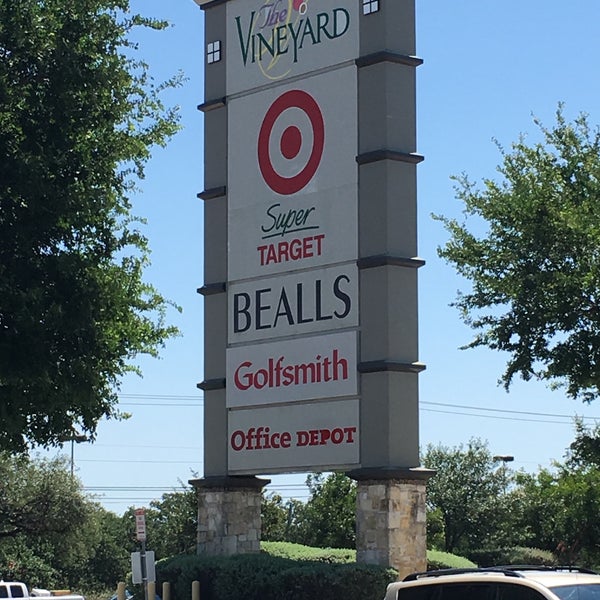 The
VINEYARD
Super
TARGET
BEALLS
Golfsmith
Office DEPOT